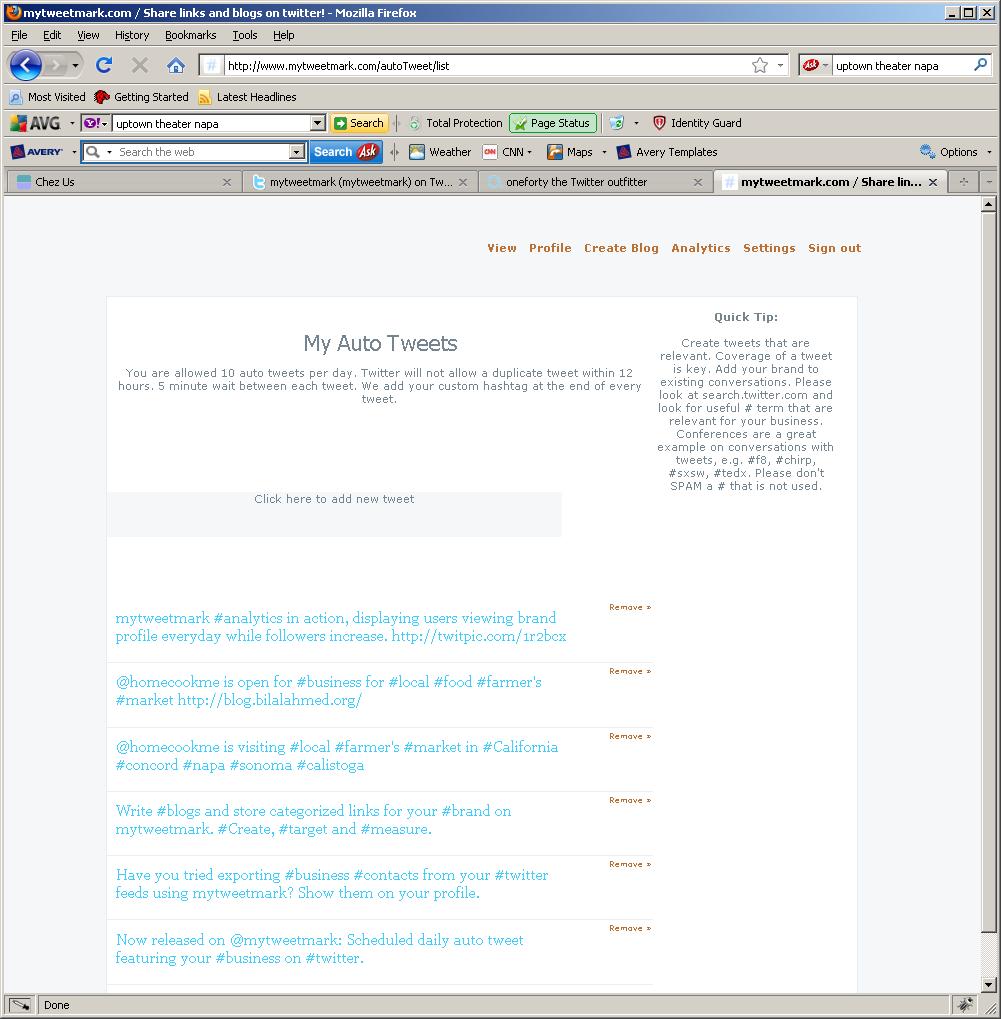 mytweetmark.com / Share links and blogs on twitter! - Mozilla Firefox
File Edit View History Bookmarks Tools Help
http://www.mytweetmark.com/autoTweet/list
Ask uptown theater napa
Most Visited Getting Started Latest Headlines
AVG Y! uptown theater napa Search Total Protection Page Status Identity Guard
AVERY Search the web Search Ask Weather CNN CNN Maps Avery Templates Options
Chez Us mytweetmark (mytweetmark) on Tw... oneforty the Twitter outfitter mytweetmark.com / Share lin...
View Profile Create Blog Analytics Settings Sign out
My Auto Tweets
You are allowed 10 auto tweets per day. Twitter will not allow a duplicate tweet within 12
hours. 5 minute wait between each tweet. We add your custom hashtag at the end of every
tweet.
Click here to add new tweet
mytweetmark #analytics in action, displaying users viewing brand
profile everyday while followers increase. http://twitpic.com/1r2bcx
Remove »
@homecookme is open for #business for #local #food #farmer's
#market http://blog.bilalahmed.org/
Remove »
@homecookme is visiting #local #farmer's #market in #California
#concord #napa #sonoma #calistoga
Remove »
Write #blogs and store categorized links for your #brand on
mytweetmark. #Create, #target and #measure.
Remove »
Have you tried exporting #business #contacts from your #twitter
feeds using mytweetmark? Show them on your profile.
Remove »
Now released on @mytweetmark: Scheduled daily auto tweet
featuring your #business on #twitter.
Remove »
Quick Tip:
Create tweets that are
relevant. Coverage of a tweet
is key. Add your brand to
existing conversations. Please
look at search.twitter.com and
look for useful # term that are
relevant for your business.
Conferences are a great
example on conversations with
tweets, e.g. #f8, #chirp,
#sxsw, #tedx. Please don't
SPAM a # that is not used.
Done